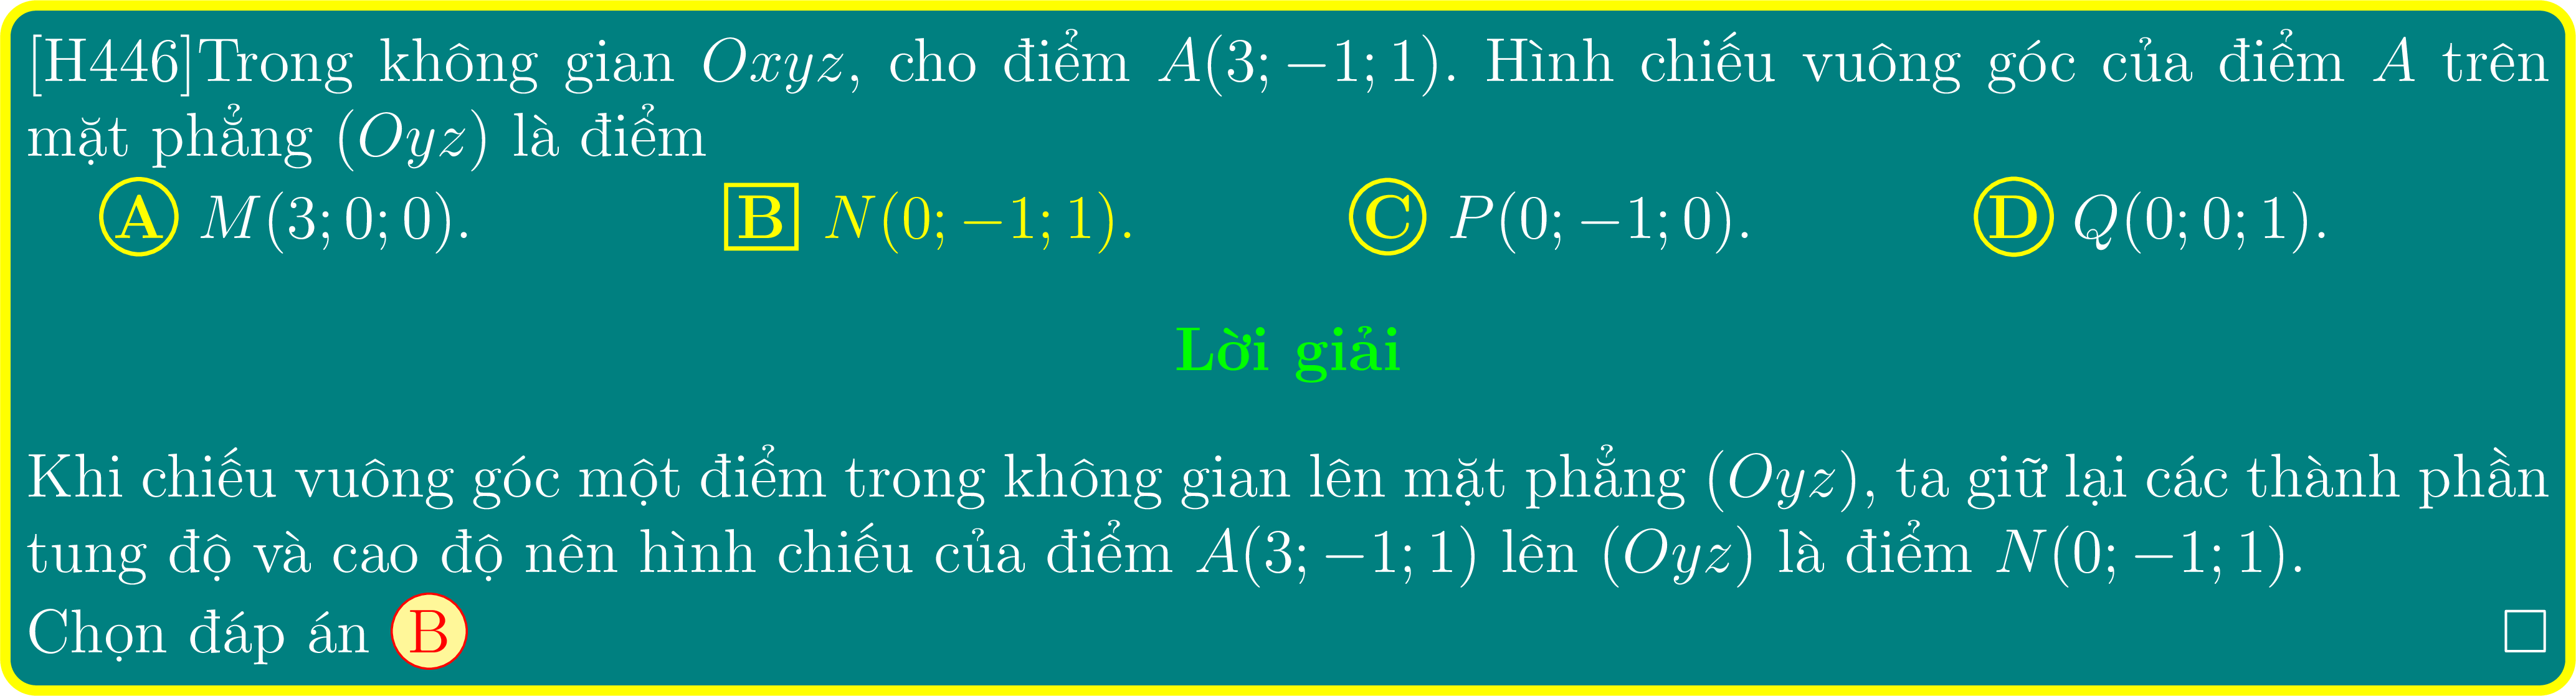 [H446]Trong không gian Oxyz, cho điểm A(3; −1; 1). Hình chiếu vuông góc của điểm A trên
mặt phẳng (Oyz) là điểm
A M(3; 0; 0). B N(0; −1; 1). C P(0; −1; 0). D Q(0; 0; 1).
Lời giải
Khi chiếu vuông góc một điểm trong không gian lên mặt phẳng (Oyz), ta giữ lại các thành phần
tung độ và cao độ nên hình chiếu của điểm A(3; −1; 1) lên (Oyz) là điểm N(0; −1; 1).
Chọn đáp án B □